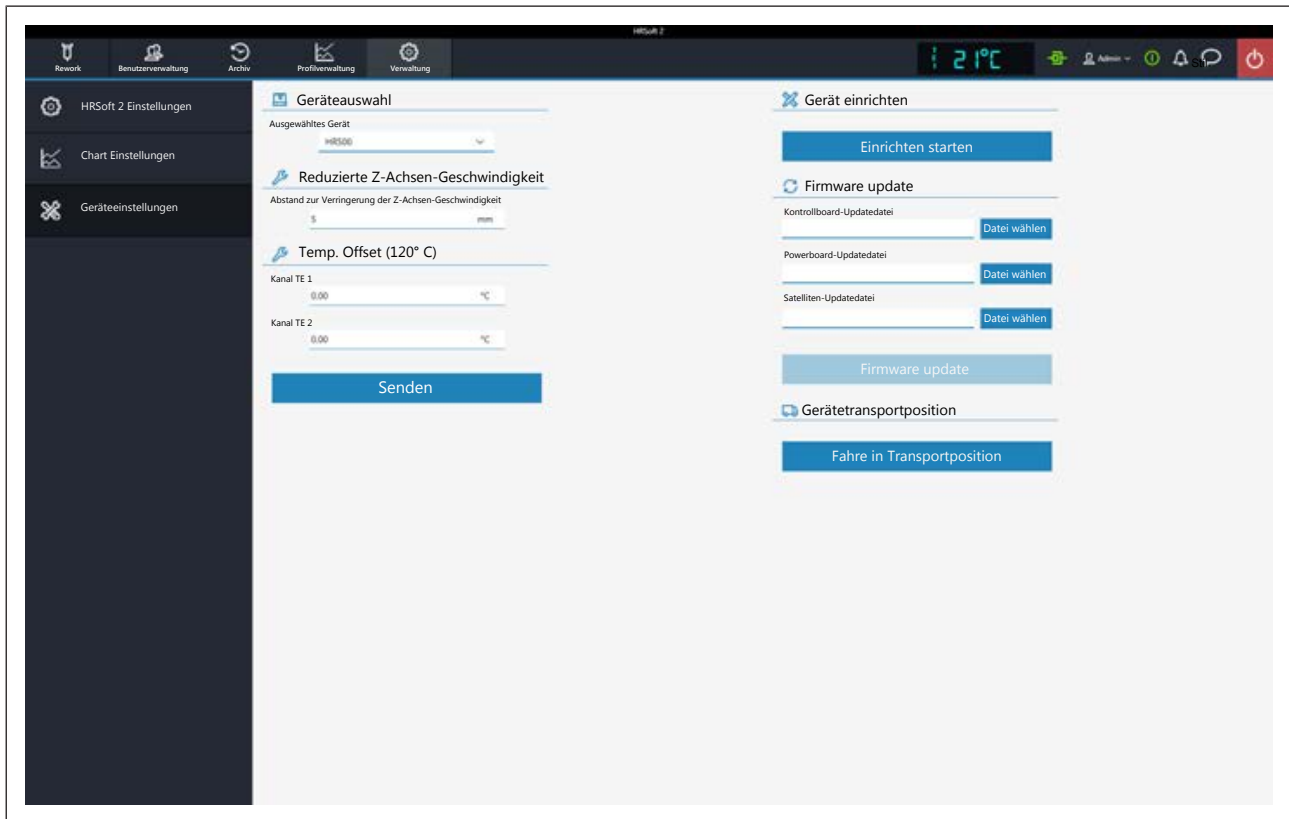 HRSoft 2
Rework
Benutzerverwaltung
Archiv
Profilverwaltung
Verwaltung
21°C
Admin
HRSoft 2 Einstellungen
Chart Einstellungen
Geräteeinstellungen
Geräteauswahl
Ausgewähltes Gerät
HR500
Reduzierte Z-Achsen-Geschwindigkeit
Abstand zur Verringerung der Z-Achsen-Geschwindigkeit
5 mm
Temp. Offset (120° C)
Kanal TE 1
0.00 °C
Kanal TE 2
0.00 °C
Senden
Gerät einrichten
Einrichten starten
Firmware update
Kontrollboard-Updatedatei
Datei wählen
Powerboard-Updatedatei
Datei wählen
Satelliten-Updatedatei
Datei wählen
Firmware update
Gerätetransportposition
Fahre in Transportposition